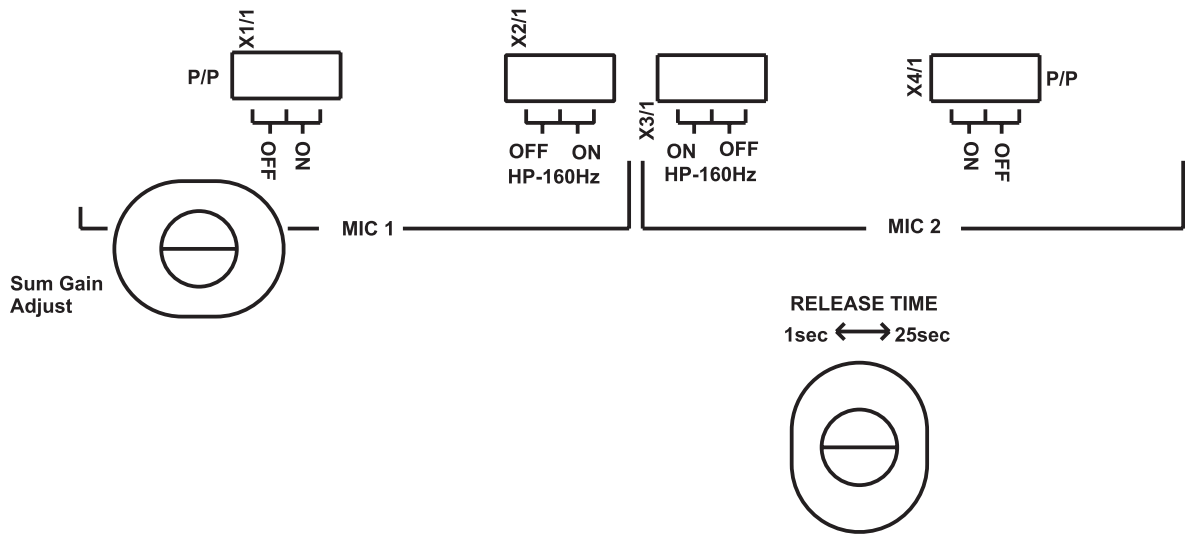 X1/1
P/P
OFF
ON
X2/1
OFF ON
HP-160Hz
X3/1
ON OFF
HP-160Hz
X4/1
P/P
ON
OFF
MIC 1
MIC 2
Sum Gain
Adjust
RELEASE TIME
1sec 25sec